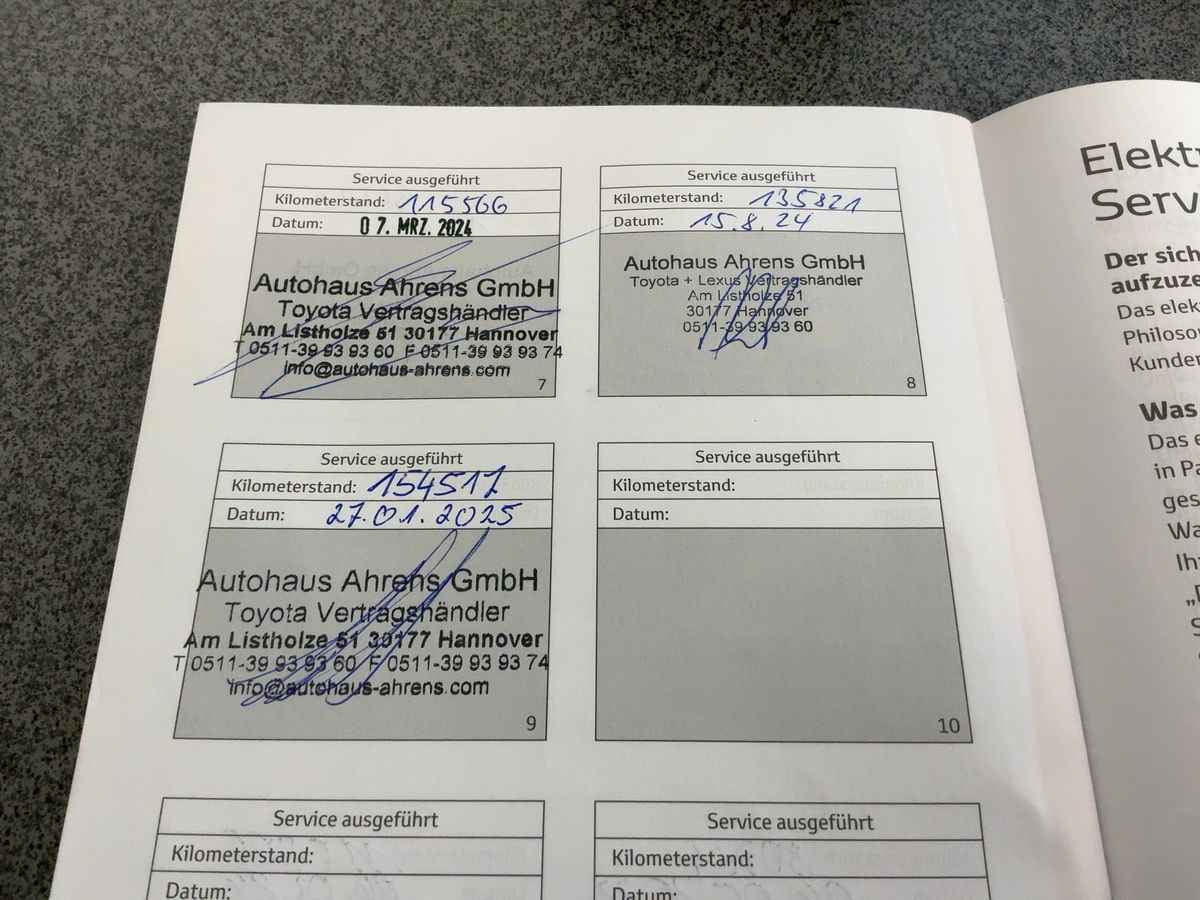 Service ausgeführt
Kilometerstand: 115566
Datum: 07. MRZ. 2024
Autohaus Ahrens GmbH
Toyota Vertragshändler
Am Listholze 51 30177 Hannover
T 0511-39 93 93 60 F 0511-39 93 93 74
info@autohaus-ahrens.com
7
Service ausgeführt
Kilometerstand: 135821
Datum: 15.8.24
Autohaus Ahrens GmbH
Toyota + Lexus Vertragshändler
Am Listholze 51
30177 Hannover
0511-39 93 93 60
8
Service ausgeführt
Kilometerstand: 154517
Datum: 27.01.2025
Autohaus Ahrens GmbH
Toyota Vertragshändler
Am Listholze 51 30177 Hannover
T 0511-39 93 93 60 F 0511-39 93 93 74
info@autohaus-ahrens.com
9
Service ausgeführt
Kilometerstand:
Datum:
10
Service ausgeführt
Kilometerstand:
Datum:
Service ausgeführt
Kilometerstand:
Datum:
Elekt
Serv
Der sich
aufzuze
Das elek
Philoso
Kunden
Was
Das e
in Pa
ges
Wa
Ih